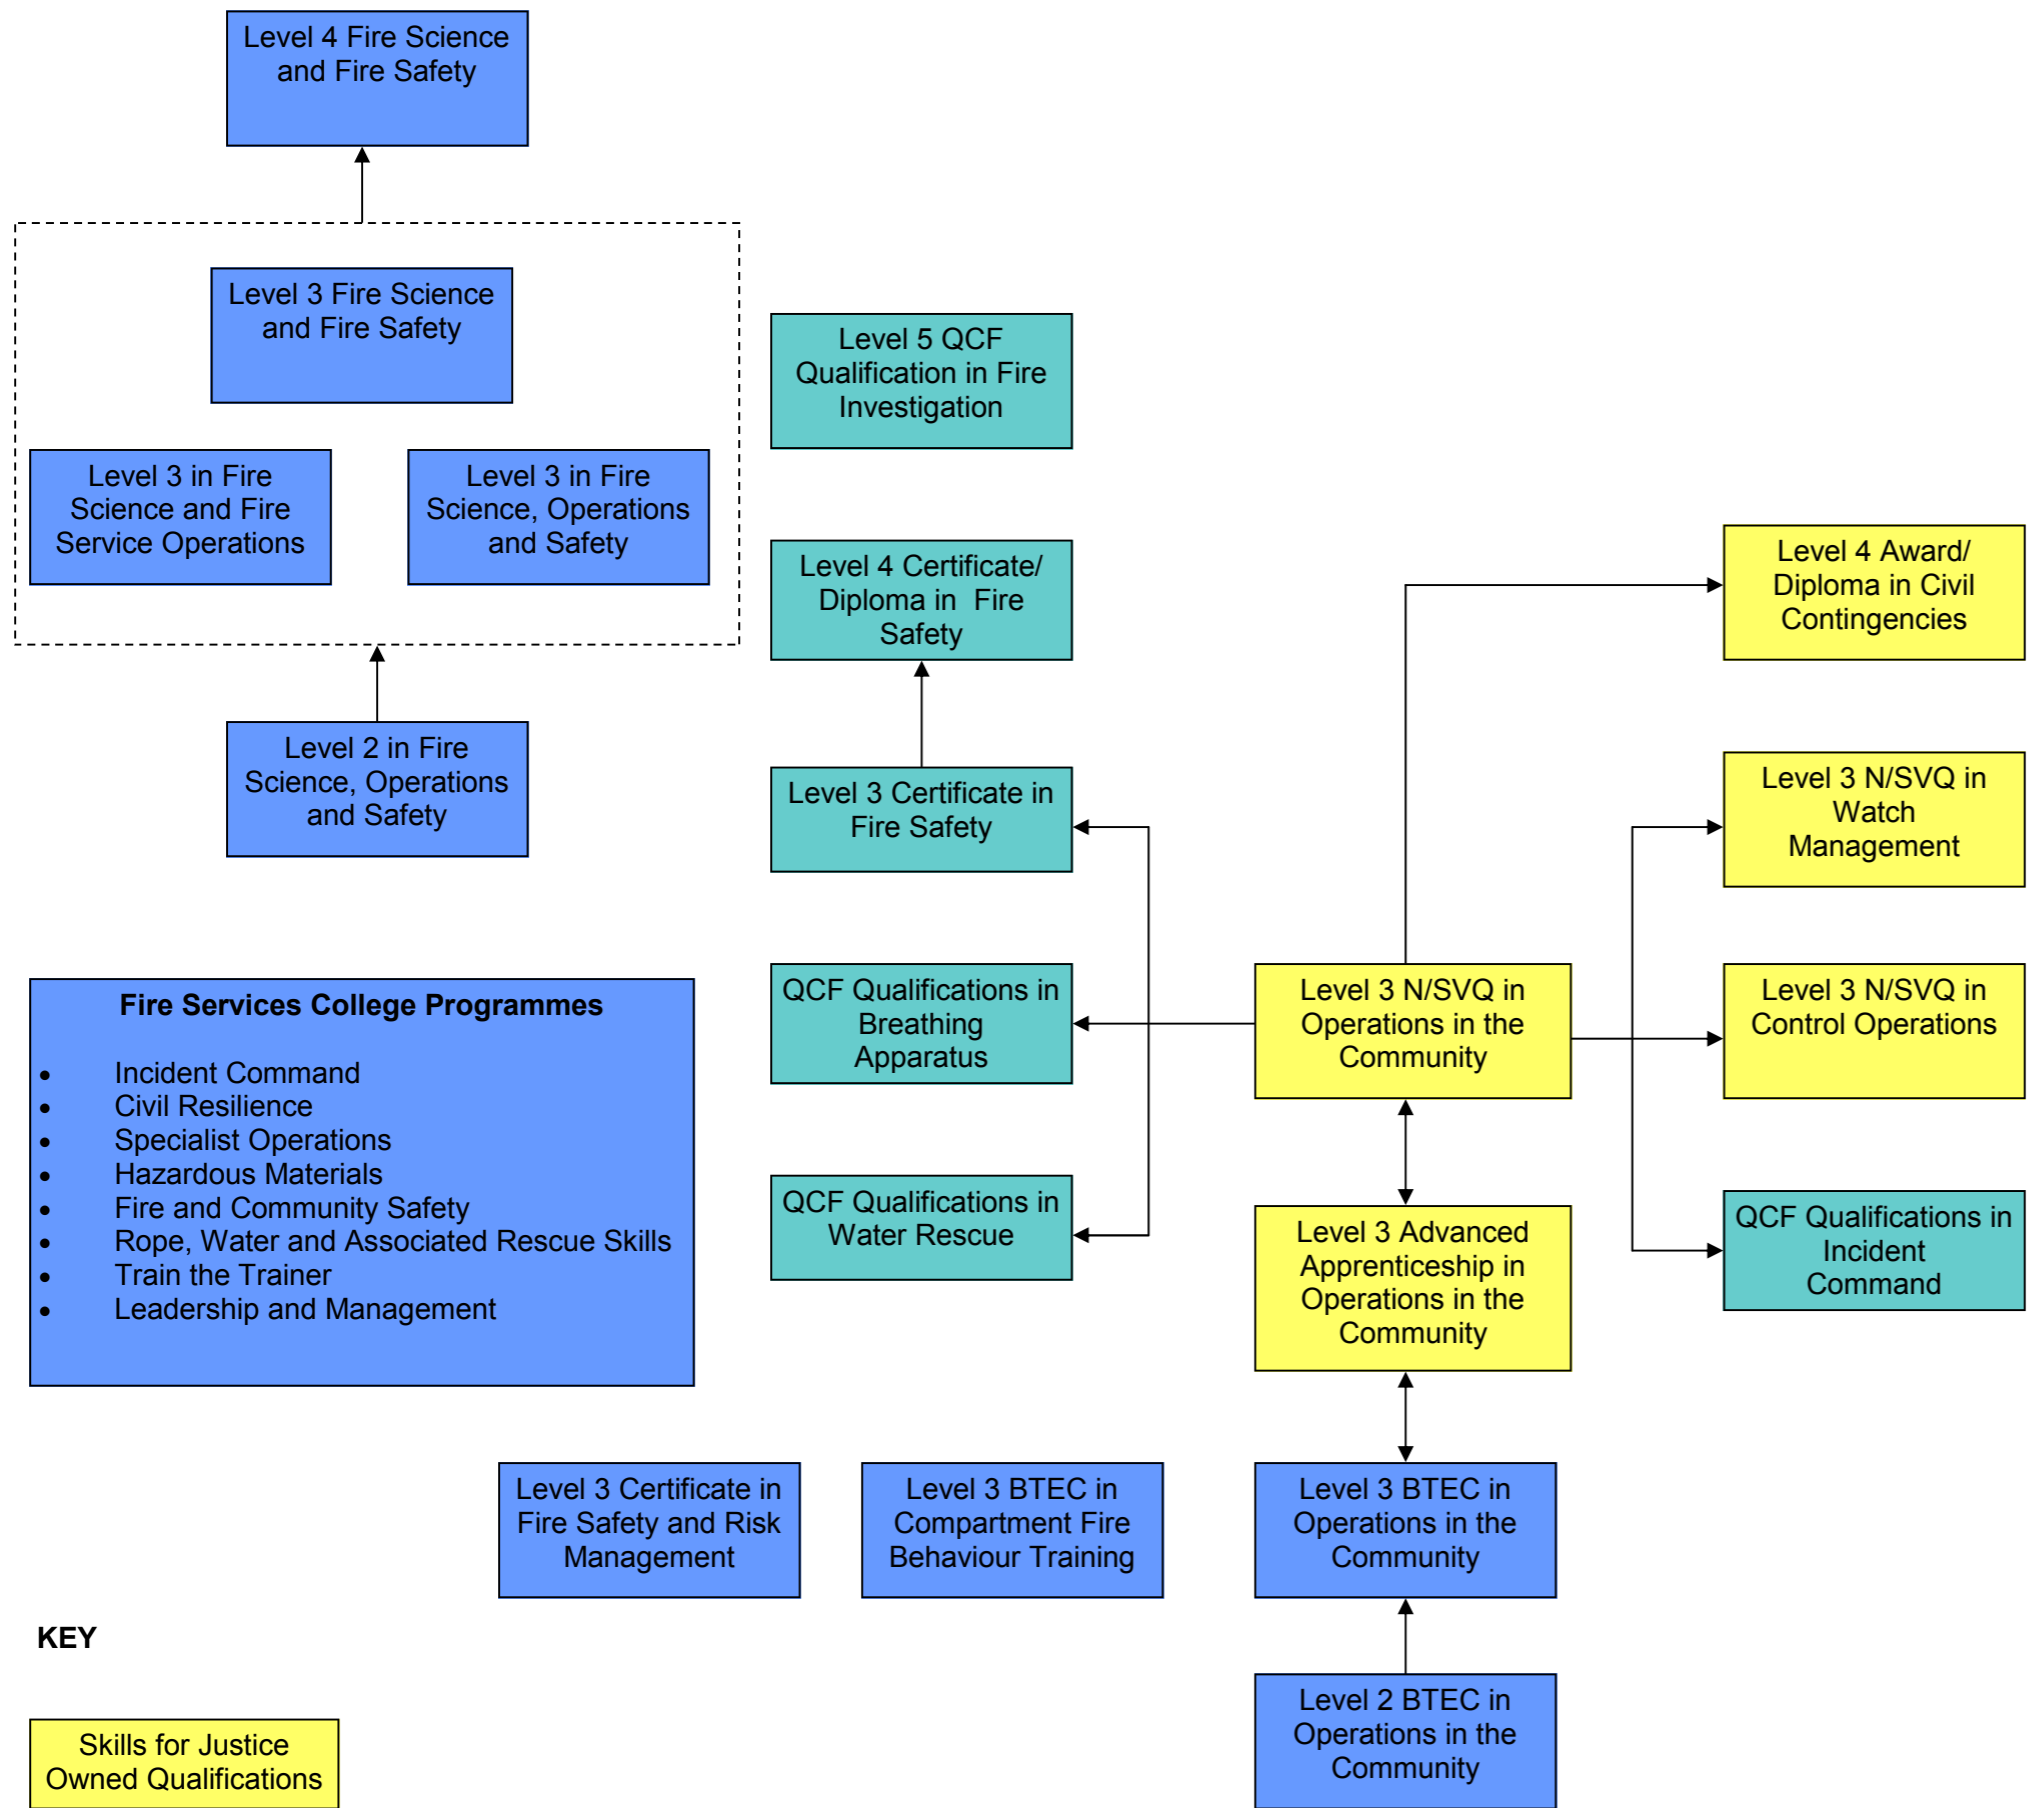 Level 4 Fire Science
and Fire Safety
Level 3 Fire Science
and Fire Safety
Level 3 in Fire
Science and Fire
Service Operations
Level 3 in Fire
Science, Operations
and Safety
Level 2 in Fire
Science, Operations
and Safety
Level 5 QCF
Qualification in Fire
Investigation
Level 4 Certificate/
Diploma in Fire
Safety
Level 3 Certificate in
Fire Safety
QCF Qualifications in
Breathing
Apparatus
QCF Qualifications in
Water Rescue
Level 4 Award/
Diploma in Civil
Contingencies
Level 3 N/SVQ in
Watch
Management
Level 3 N/SVQ in
Operations in the
Community
Level 3 N/SVQ in
Control Operations
QCF Qualifications in
Incident
Command
Level 3 Advanced
Apprenticeship in
Operations in the
Community
Fire Services College Programmes
• Incident Command
• Civil Resilience
• Specialist Operations
• Hazardous Materials
• Fire and Community Safety
• Rope, Water and Associated Rescue Skills
• Train the Trainer
• Leadership and Management
Level 3 Certificate in
Fire Safety and Risk
Management
Level 3 BTEC in
Compartment Fire
Behaviour Training
Level 3 BTEC in
Operations in the
Community
Level 2 BTEC in
Operations in the
Community
KEY
Skills for Justice
Owned Qualifications